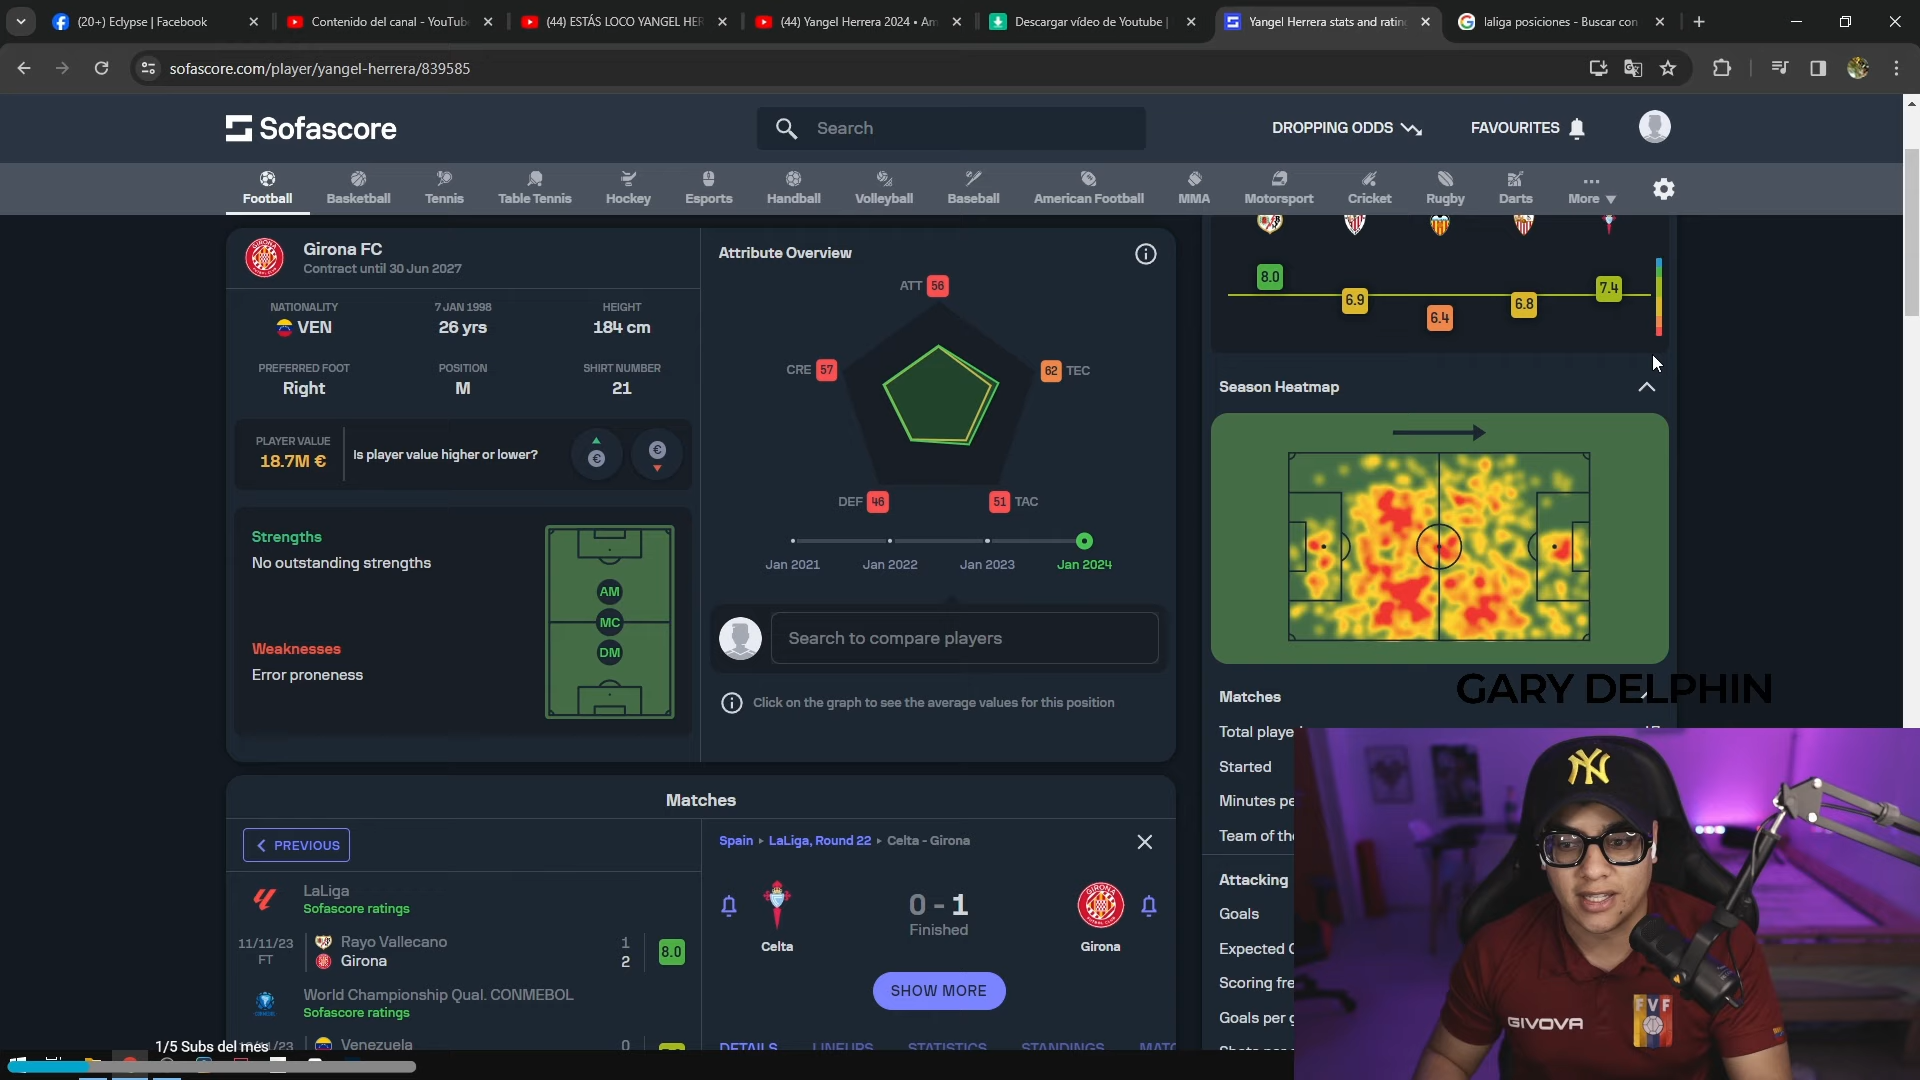 (20+) Eclypse | Facebook
Contenido del canal - YouTube
(44) ESTÁS LOCO YANGEL HER
(44) Yangel Herrera 2024 • Am
Descargar vídeo de Youtube |
Yangel Herrera stats and rating
laliga posiciones - Buscar con
sofascore.com/player/yangel-herrera/839585
Sofascore
Search
DROPPING ODDS
FAVOURITES
Football
Basketball
Tennis
Table Tennis
Hockey
Esports
Handball
Volleyball
Baseball
American Football
MMA
Motorsport
Cricket
Rugby
Darts
More
Girona FC
Contract until 30 Jun 2027
NATIONALITY
VEN
7 JAN 1998
26 yrs
HEIGHT
184 cm
PREFERRED FOOT
Right
POSITION
M
SHIRT NUMBER
21
PLAYER VALUE
18.7M €
Is player value higher or lower?
€
€
Strengths
No outstanding strengths
Weaknesses
Error proneness
AM
MC
DM
Attribute Overview
ATT 56
CRE 57
62 TEC
DEF 46
51 TAC
Jan 2021
Jan 2022
Jan 2023
Jan 2024
Search to compare players
Click on the graph to see the average values for this position
8.0
6.9
6.4
6.8
7.4
Season Heatmap
Matches
GARY DELPHIN
Total playe
Started
Minutes pe
Team of the
Attacking
Goals
Expected
Scoring fre
Goals per g
Matches
PREVIOUS
LaLiga
Sofascore ratings
11/11/23
FT
Rayo Vallecano 1
Girona 2
8.0
World Championship Qual. CONMEBOL
Sofascore ratings
Venezuela 0
Spain
LaLiga, Round 22
Celta - Girona
0 - 1
Finished
Celta
Girona
SHOW MORE
DETAILS
LINEUPS
STATISTICS
STANDINGS
MATC
1/5 Subs del mes
NY
GIVOVA
FVF